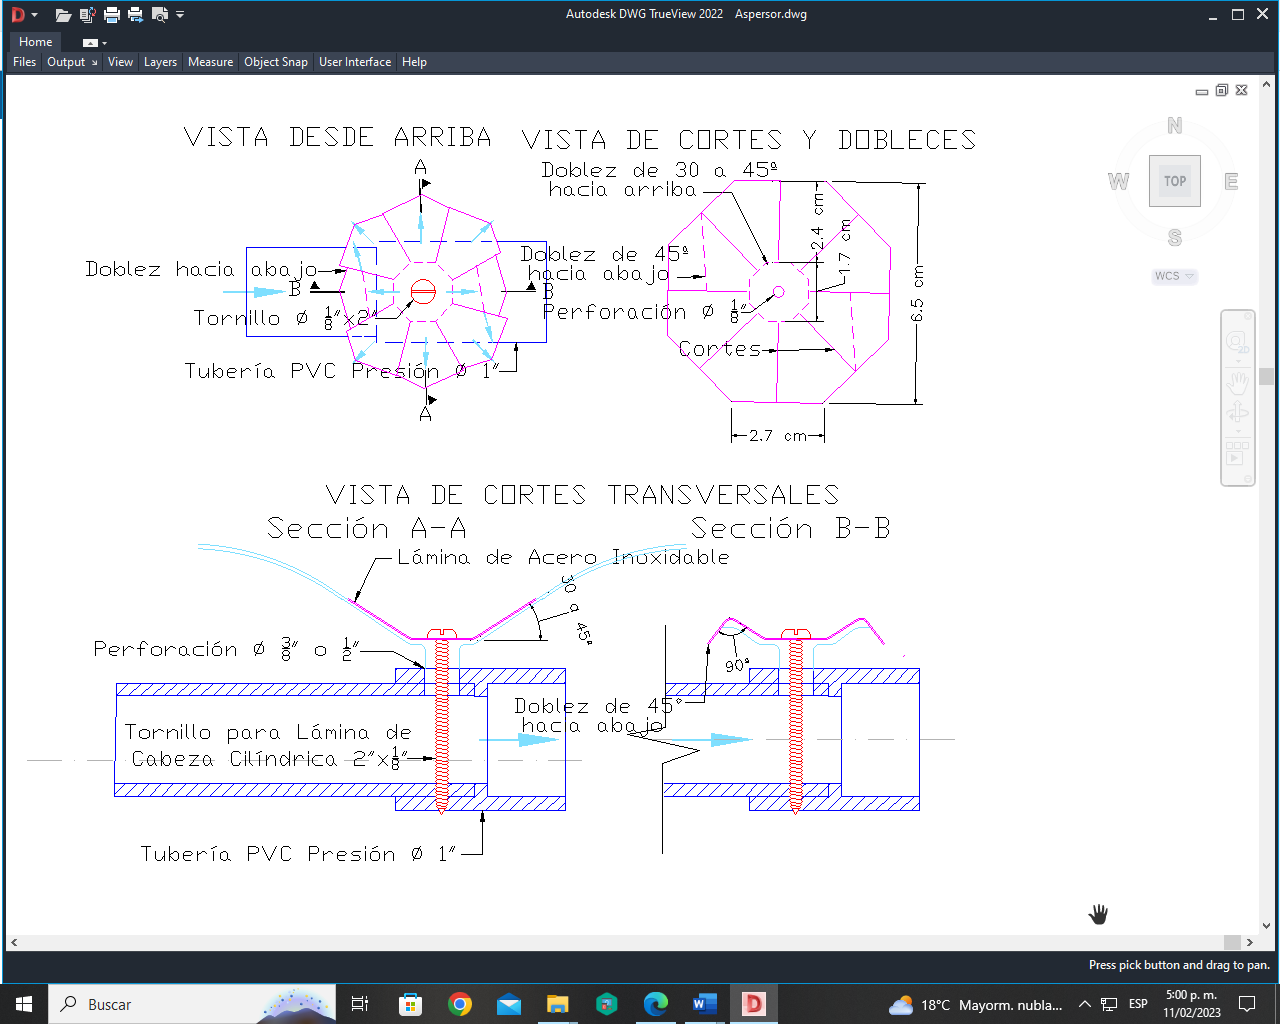 Autodesk DWG TrueView 2022 Aspersor.dwg
Home
Files Output View Layers Measure Object Snap User Interface Help
VISTA DESDE ARRIBA
VISTA DE CORTES Y DOBLECES
A
Doblez de 30 a 45º
hacia arriba
Doblez hacia abajo
B
B
Tornillo Ø 1/8"x2"
Tubería PVC Presión Ø 1"
A
Doblez de 45º
hacia abajo
Perforación Ø 1/8"
Cortes
2.4 cm
1.7 cm
6.5 cm
2.7 cm
N
W TOP E
S
WCS
2D
VISTA DE CORTES TRANSVERSALES
Sección A-A
Sección B-B
Lámina de Acero Inoxidable
30 a 45º
Perforación Ø 3/8" o 1/2"
90º
Doblez de 45°
hacia abajo
Tornillo para Lámina de
Cabeza Cilíndrica 2"x1/8"
Tubería PVC Presión Ø 1"
Press pick button and drag to pan.
Buscar
18°C Mayorm. nubla...
ESP
5:00 p. m.
11/02/2023